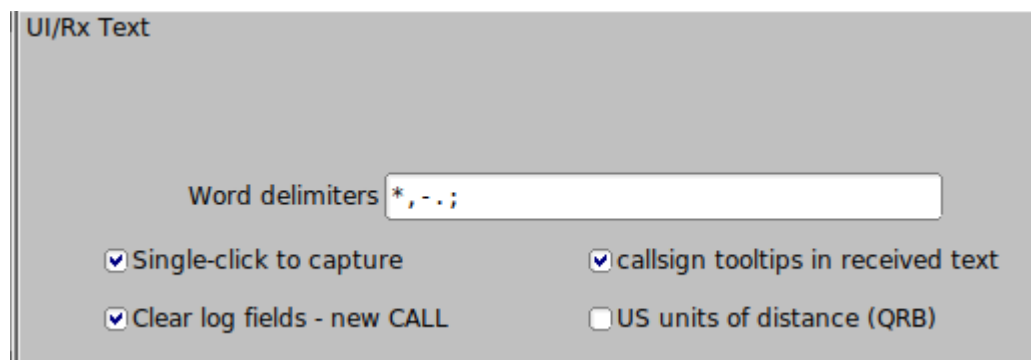 UI/Rx Text
Word delimiters *,-.;
Single-click to capture callsign tooltips in received text
Clear log fields - new CALL US units of distance (QRB)